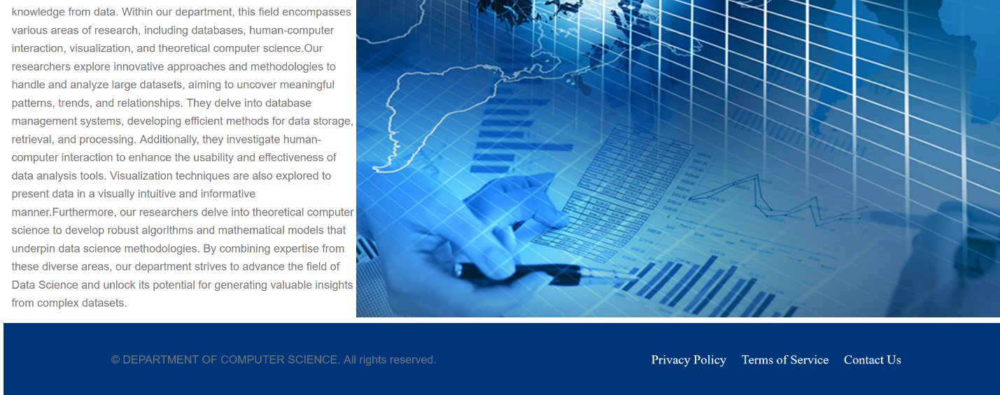 knowledge from data. Within our department, this field encompasses
various areas of research, including databases, human-computer
interaction, visualization, and theoretical computer science.Our
researchers explore innovative approaches and methodologies to
handle and analyze large datasets, aiming to uncover meaningful
patterns, trends, and relationships. They delve into database
management systems, developing efficient methods for data storage,
retrieval, and processing. Additionally, they investigate human-
computer interaction to enhance the usability and effectiveness of
data analysis tools. Visualization techniques are also explored to
present data in a visually intuitive and informative
manner.Furthermore, our researchers delve into theoretical computer
science to develop robust algorithms and mathematical models that
underpin data science methodologies. By combining expertise from
these diverse areas, our department strives to advance the field of
Data Science and unlock its potential for generating valuable insights
from complex datasets.
© DEPARTMENT OF COMPUTER SCIENCE. All rights reserved.
Privacy Policy Terms of Service Contact Us